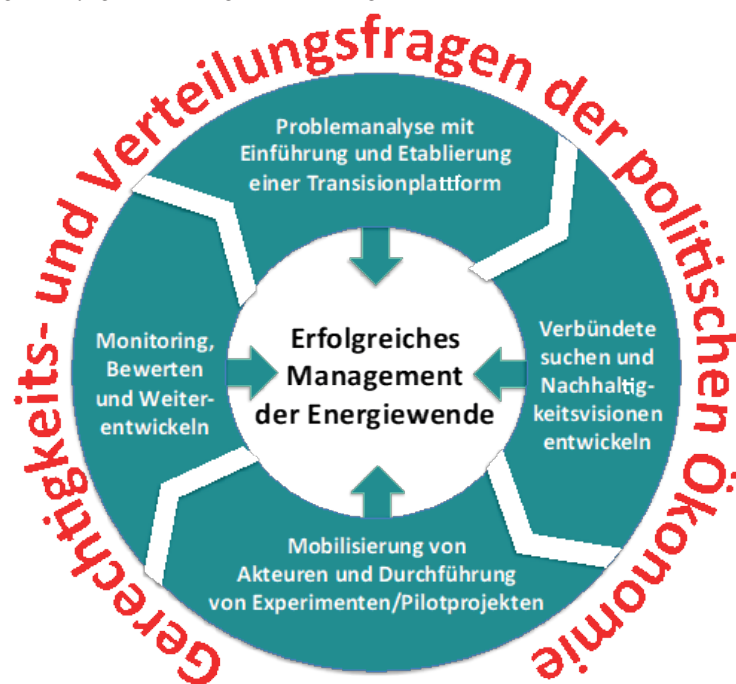 Gerechtigkeits- und Verteilungsfragen der politischen Ökonomie
Problemanalyse mit
Einführung und Etablierung
einer Transisionplattform
Verbündete
suchen und
Nachhaltig-
keitsvisionen
entwickeln
Mobilisierung von
Akteuren und Durchführung
von Experimenten/Pilotprojekten
Monitoring,
Bewerten
und Weiter-
entwickeln
Erfolgreiches
Management
der Energiewende